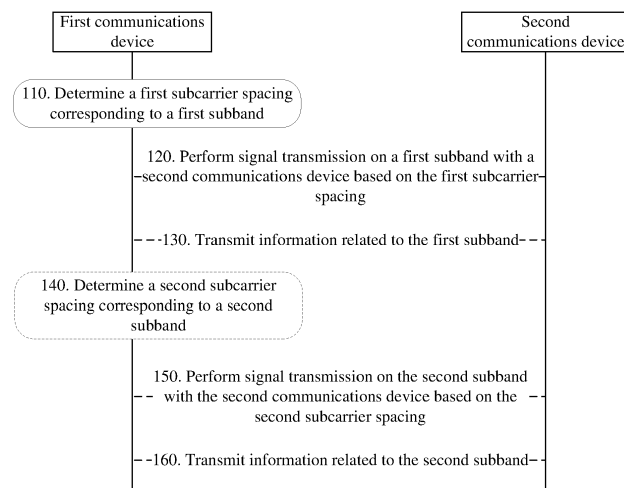 First communications
device
Second
communications device
110. Determine a first subcarrier spacing
corresponding to a first subband
120. Perform signal transmission on a first subband with a
second communications device based on the first subcarrier
spacing
130. Transmit information related to the first subband
140. Determine a second subcarrier
spacing corresponding to a second
subband
150. Perform signal transmission on the second subband
with the second communications device based on the
second subcarrier spacing
160. Transmit information related to the second subband